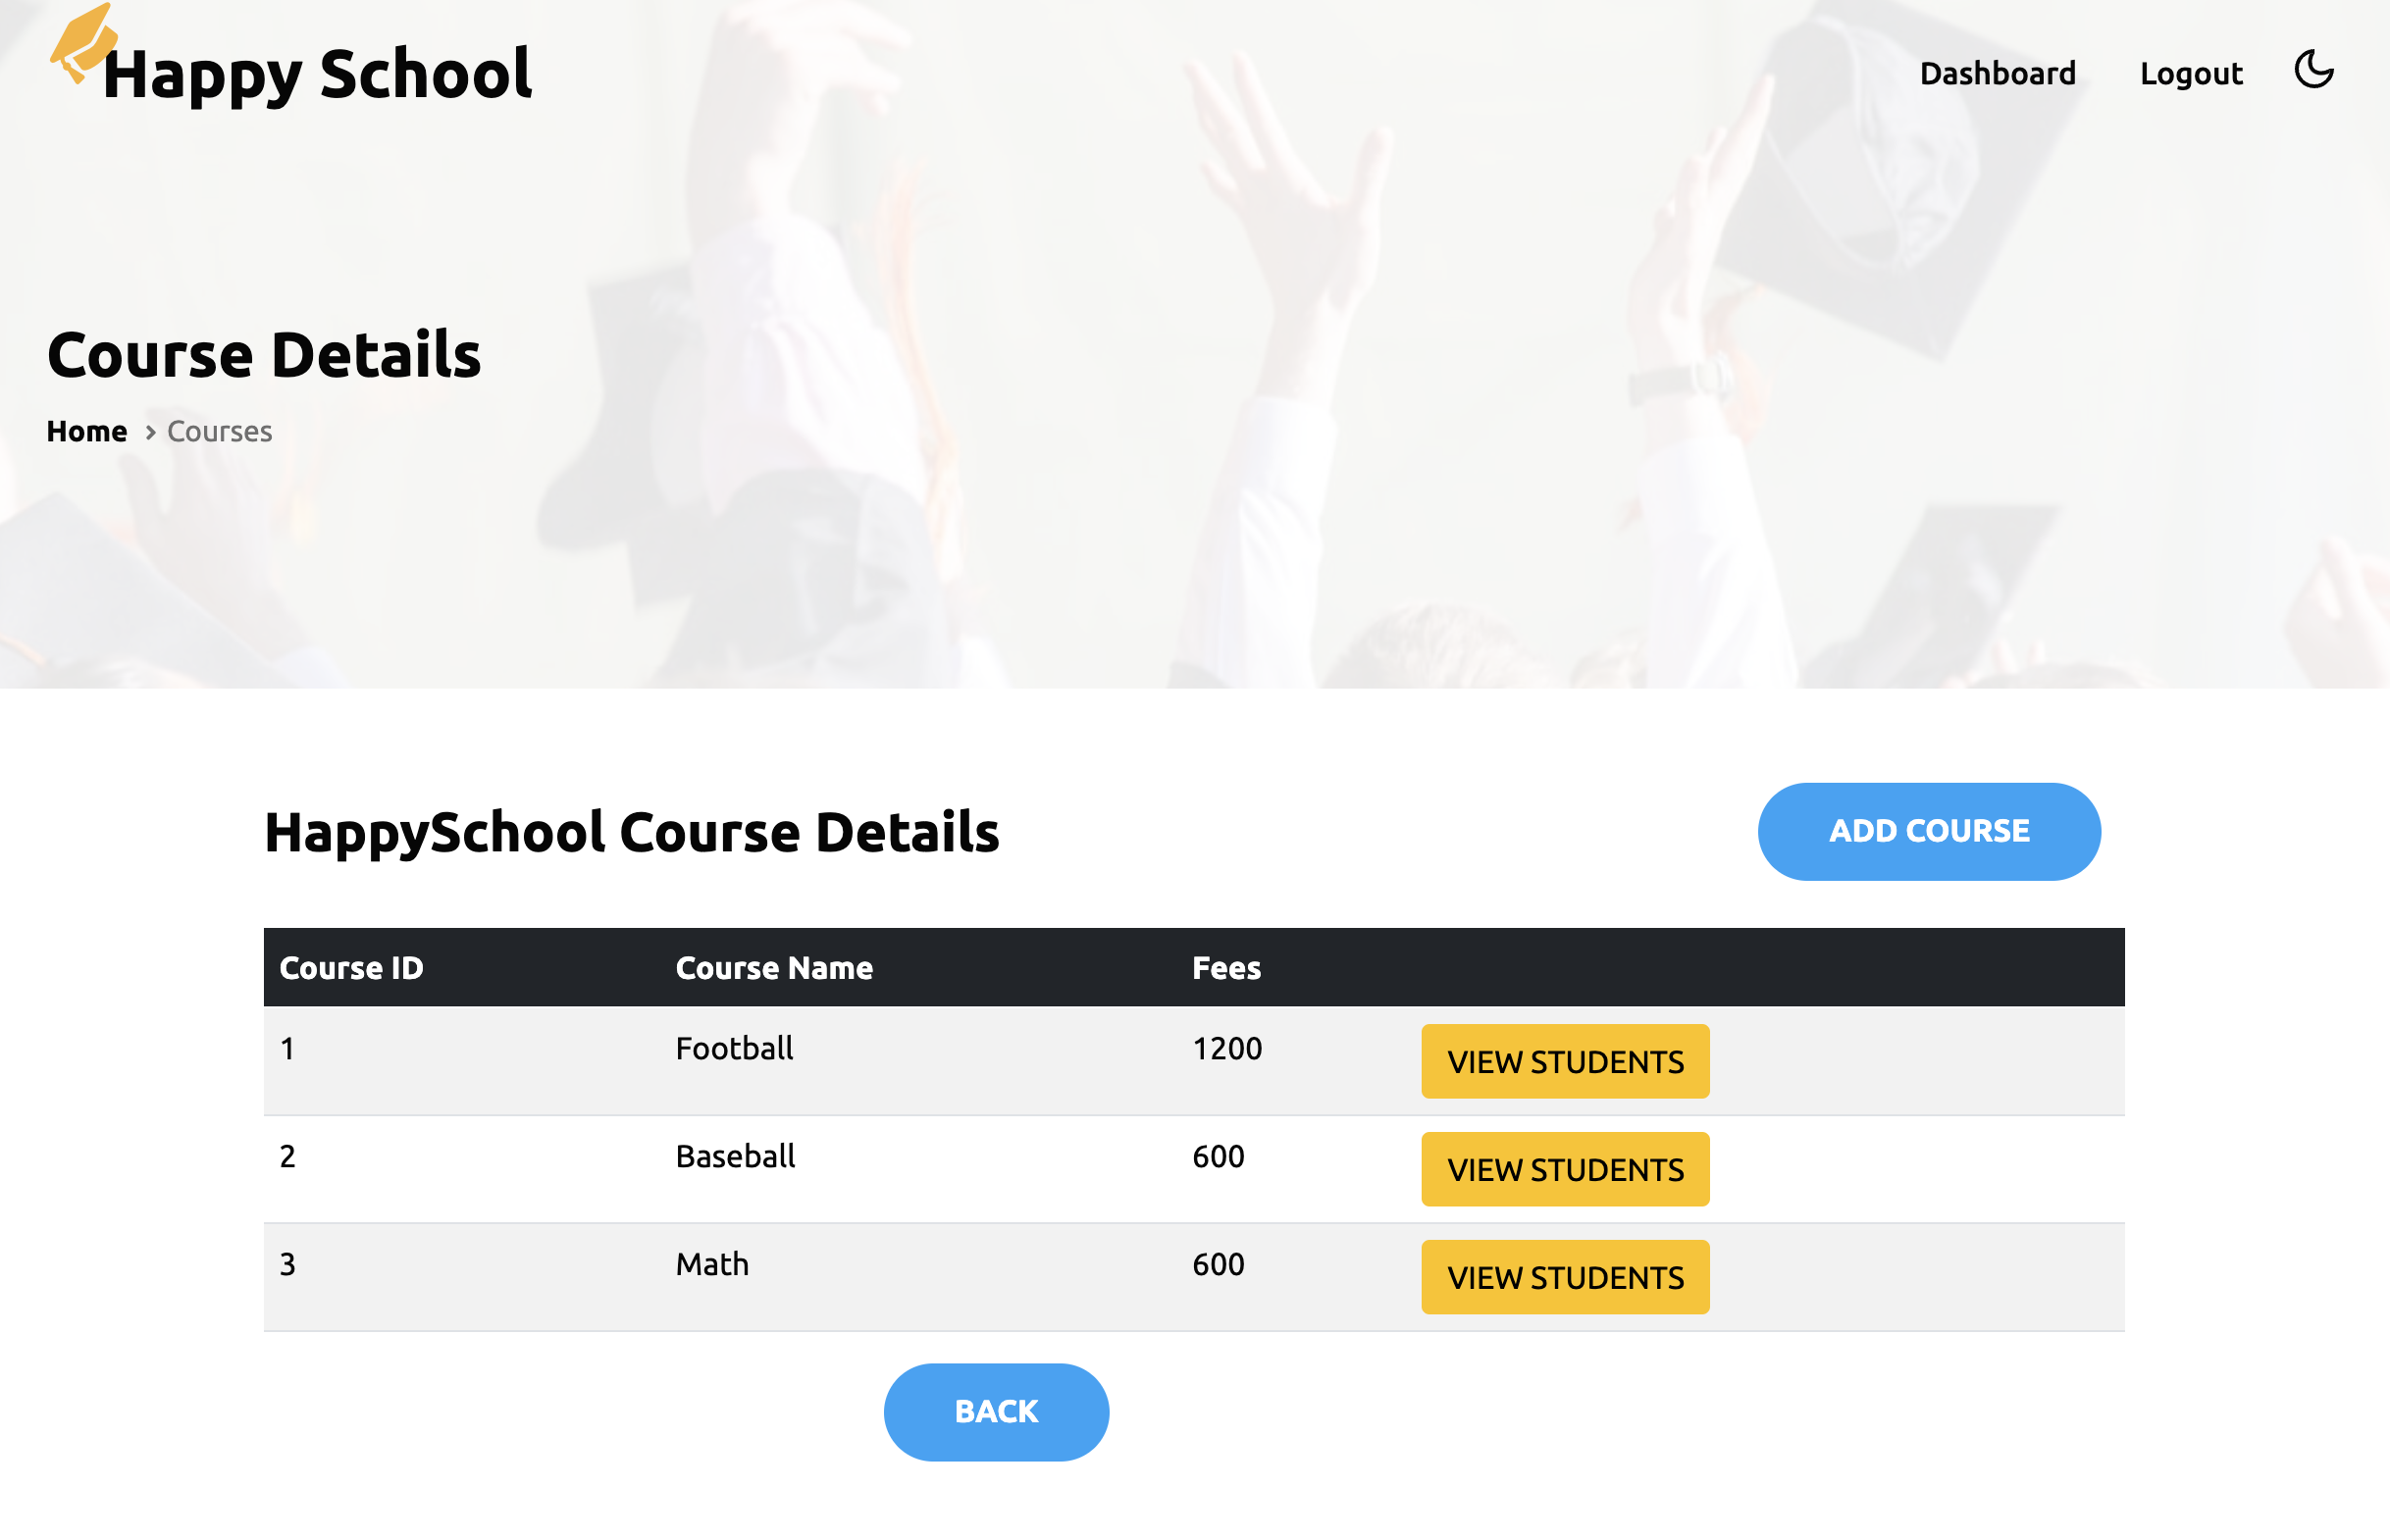 Happy School
Dashboard Logout
Course Details
Home > Courses
HappySchool Course Details
ADD COURSE
Course ID Course Name Fees
1 Football 1200 VIEW STUDENTS
2 Baseball 600 VIEW STUDENTS
3 Math 600 VIEW STUDENTS
BACK